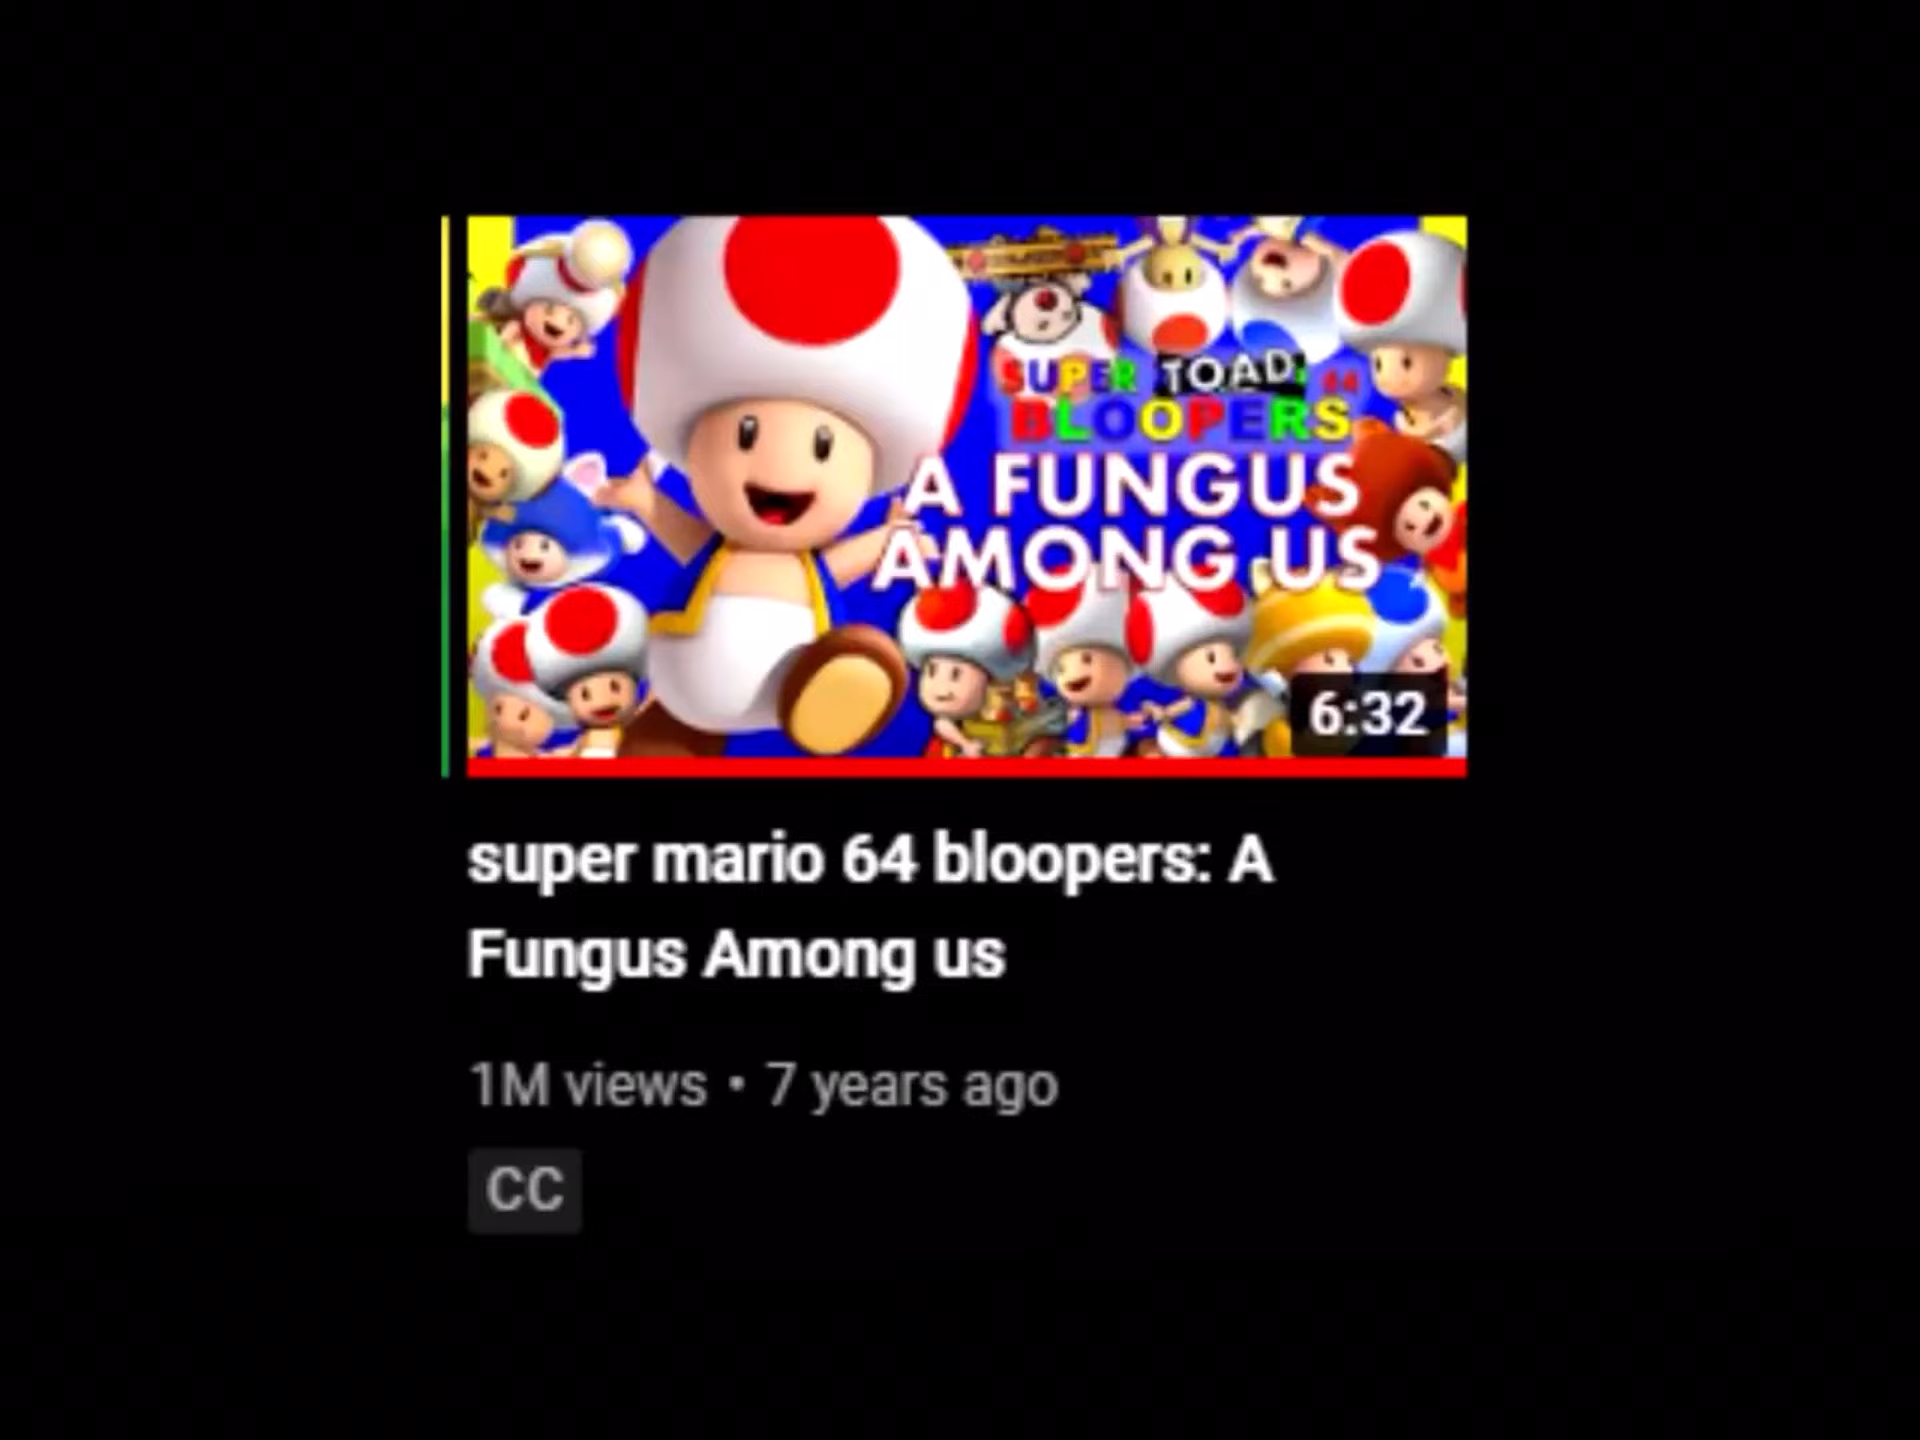 SUPER TOAD 64
BLOOPERS
A FUNGUS
AMONG US
6:32
super mario 64 bloopers: A
Fungus Among us
1M views • 7 years ago
CC